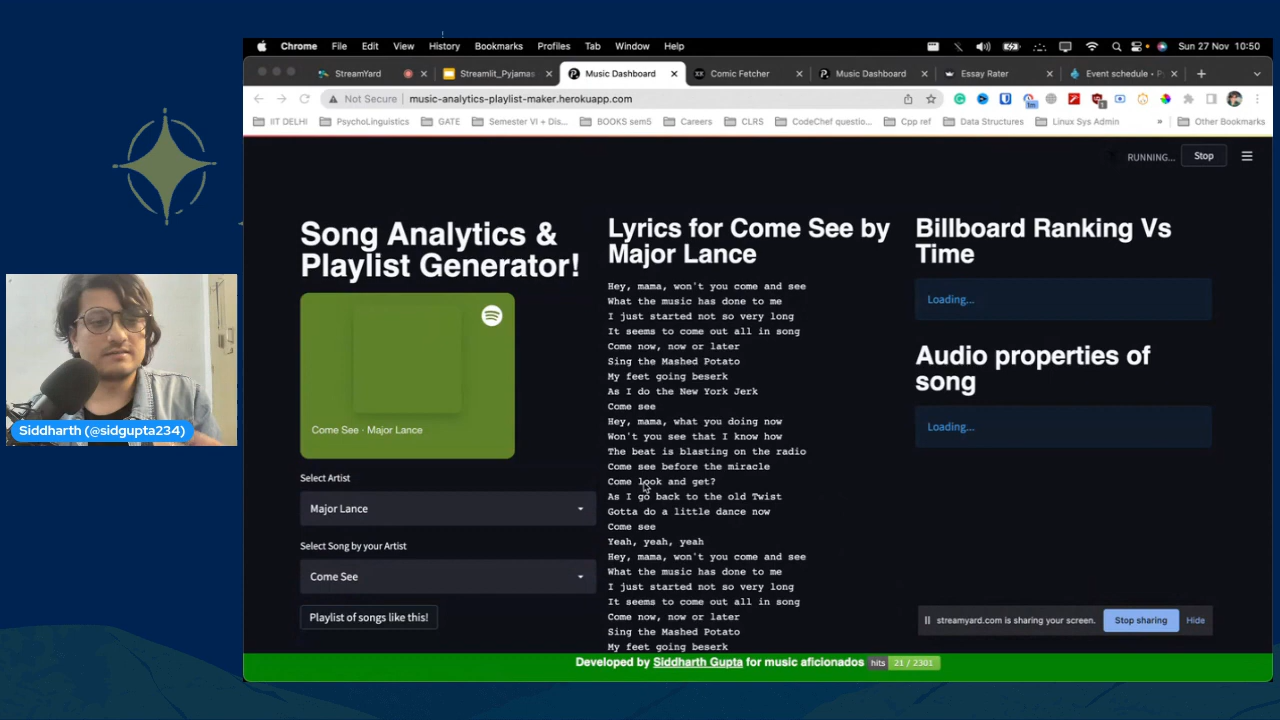 Chrome File Edit View History Bookmarks Profiles Tab Window Help
Sun 27 Nov 10:50
StreamYard
Streamlit_Pyjamas
Music Dashboard
Comic Fetcher
Music Dashboard
Essay Rater
Event schedule • P
Not Secure music-analytics-playlist-maker.herokuapp.com
IIT DELHI
PsychoLinguistics
GATE
Semester VI + Dis...
BOOKS sem5
Careers
CLRS
CodeChef questio...
Cpp ref
Data Structures
Linux Sys Admin
»
Other Bookmarks
RUNNING...
Stop
Song Analytics &
Playlist Generator!
Come See · Major Lance
Select Artist
Major Lance
Select Song by your Artist
Come See
Playlist of songs like this!
Lyrics for Come See by
Major Lance
Hey, mama, won't you come and see
What the music has done to me
I just started not so very long
It seems to come out all in song
Come now, now or later
Sing the Mashed Potato
My feet going beserk
As I do the New York Jerk
Come see
Hey, mama, what you doing now
Won't you see that I know how
The beat is blasting on the radio
Come see before the miracle
Come look and get?
As I go back to the old Twist
Gotta do a little dance now
Come see
Yeah, yeah, yeah
Hey, mama, won't you come and see
What the music has done to me
I just started not so very long
It seems to come out all in song
Come now, now or later
Sing the Mashed Potato
My feet going beserk
Billboard Ranking Vs
Time
Loading...
Audio properties of
song
Loading...
streamyard.com is sharing your screen.
Stop sharing
Hide
Developed by Siddharth Gupta for music aficionados hits 21 / 2301
Siddharth (@sidgupta234)